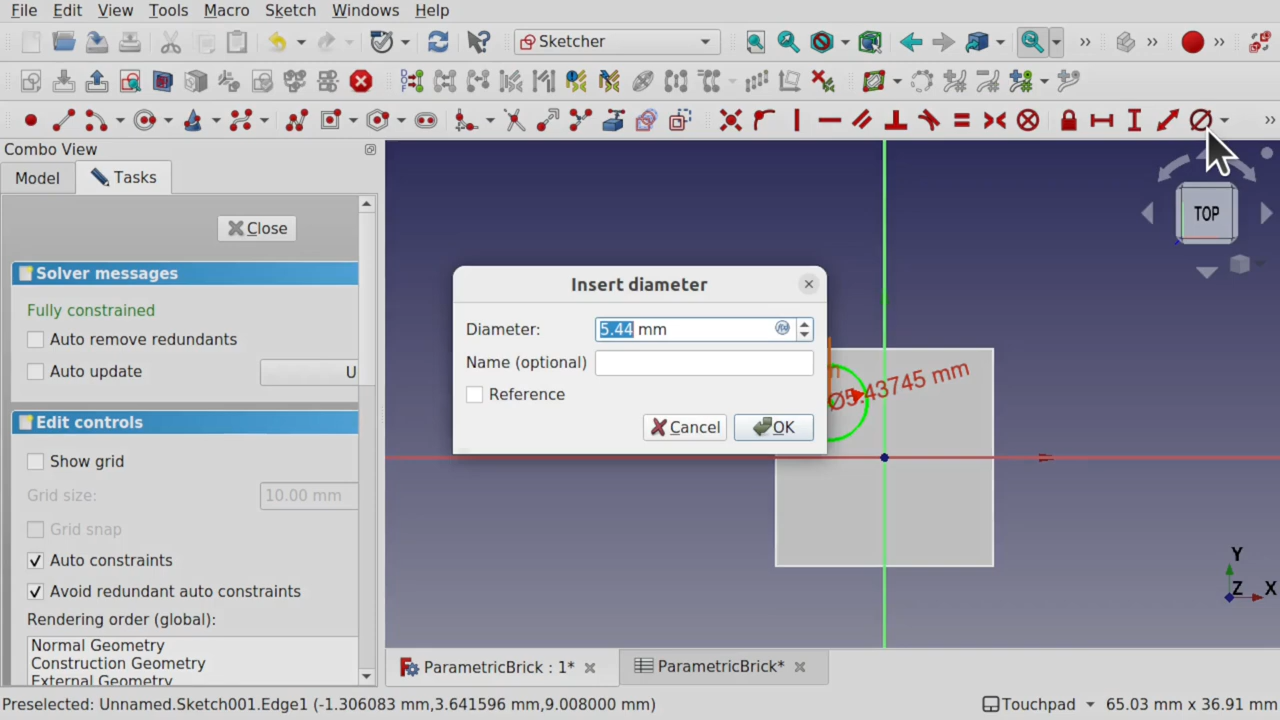 File Edit View Tools Macro Sketch Windows Help
Sketcher
Combo View
Model Tasks
TOP
Close
Solver messages
Insert diameter
Fully constrained
Diameter: 5.44 mm
Auto remove redundants
Name (optional)
Auto update U
Reference
Ø5.43745 mm
Edit controls
Cancel OK
Show grid
Grid size: 10.00 mm
Grid snap
Auto constraints
Y
Z X
Avoid redundant auto constraints
Rendering order (global):
Normal Geometry
Construction Geometry
External Geometry
ParametricBrick : 1* ParametricBrick*
Preselected: Unnamed.Sketch001.Edge1 (-1.306083 mm,3.641596 mm,9.008000 mm) Touchpad 65.03 mm x 36.91 mm